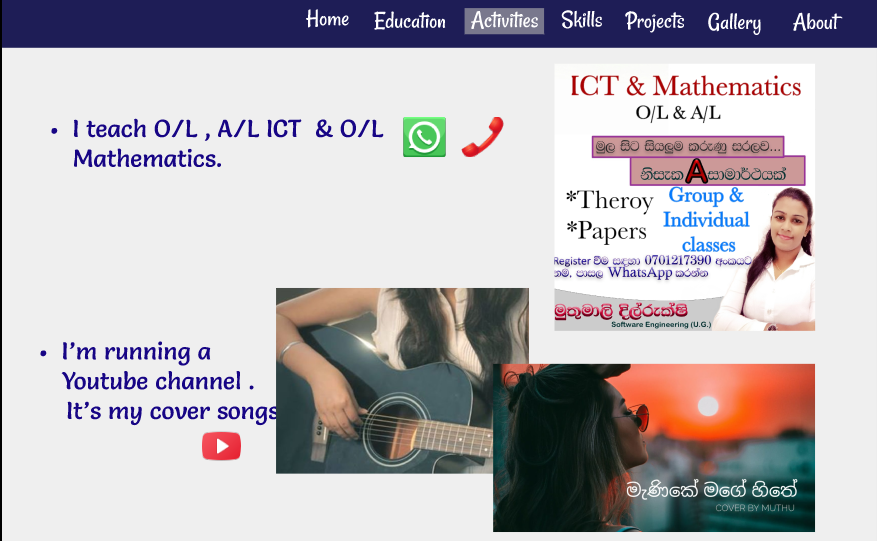 Home Education Activities Skills Projects Gallery About
• I teach O/L , A/L ICT & O/L
Mathematics.
ICT & Mathematics
O/L & A/L
මුල සිට සියලුම කරුණු සරලව...
නිසැක A සාමාර්ථයක්
*Theroy
*Papers
Group &
Individual
classes
Register වීම සඳහා 0701217390 අංකයට
නම, පාසල WhatsApp කරන්න
මුතුමාලි දිල්රුක්ෂි
Software Engineering (U.G.)
• I'm running a
Youtube channel .
It's my cover songs
මැණිකේ මගේ හිතේ
COVER BY MUTHU